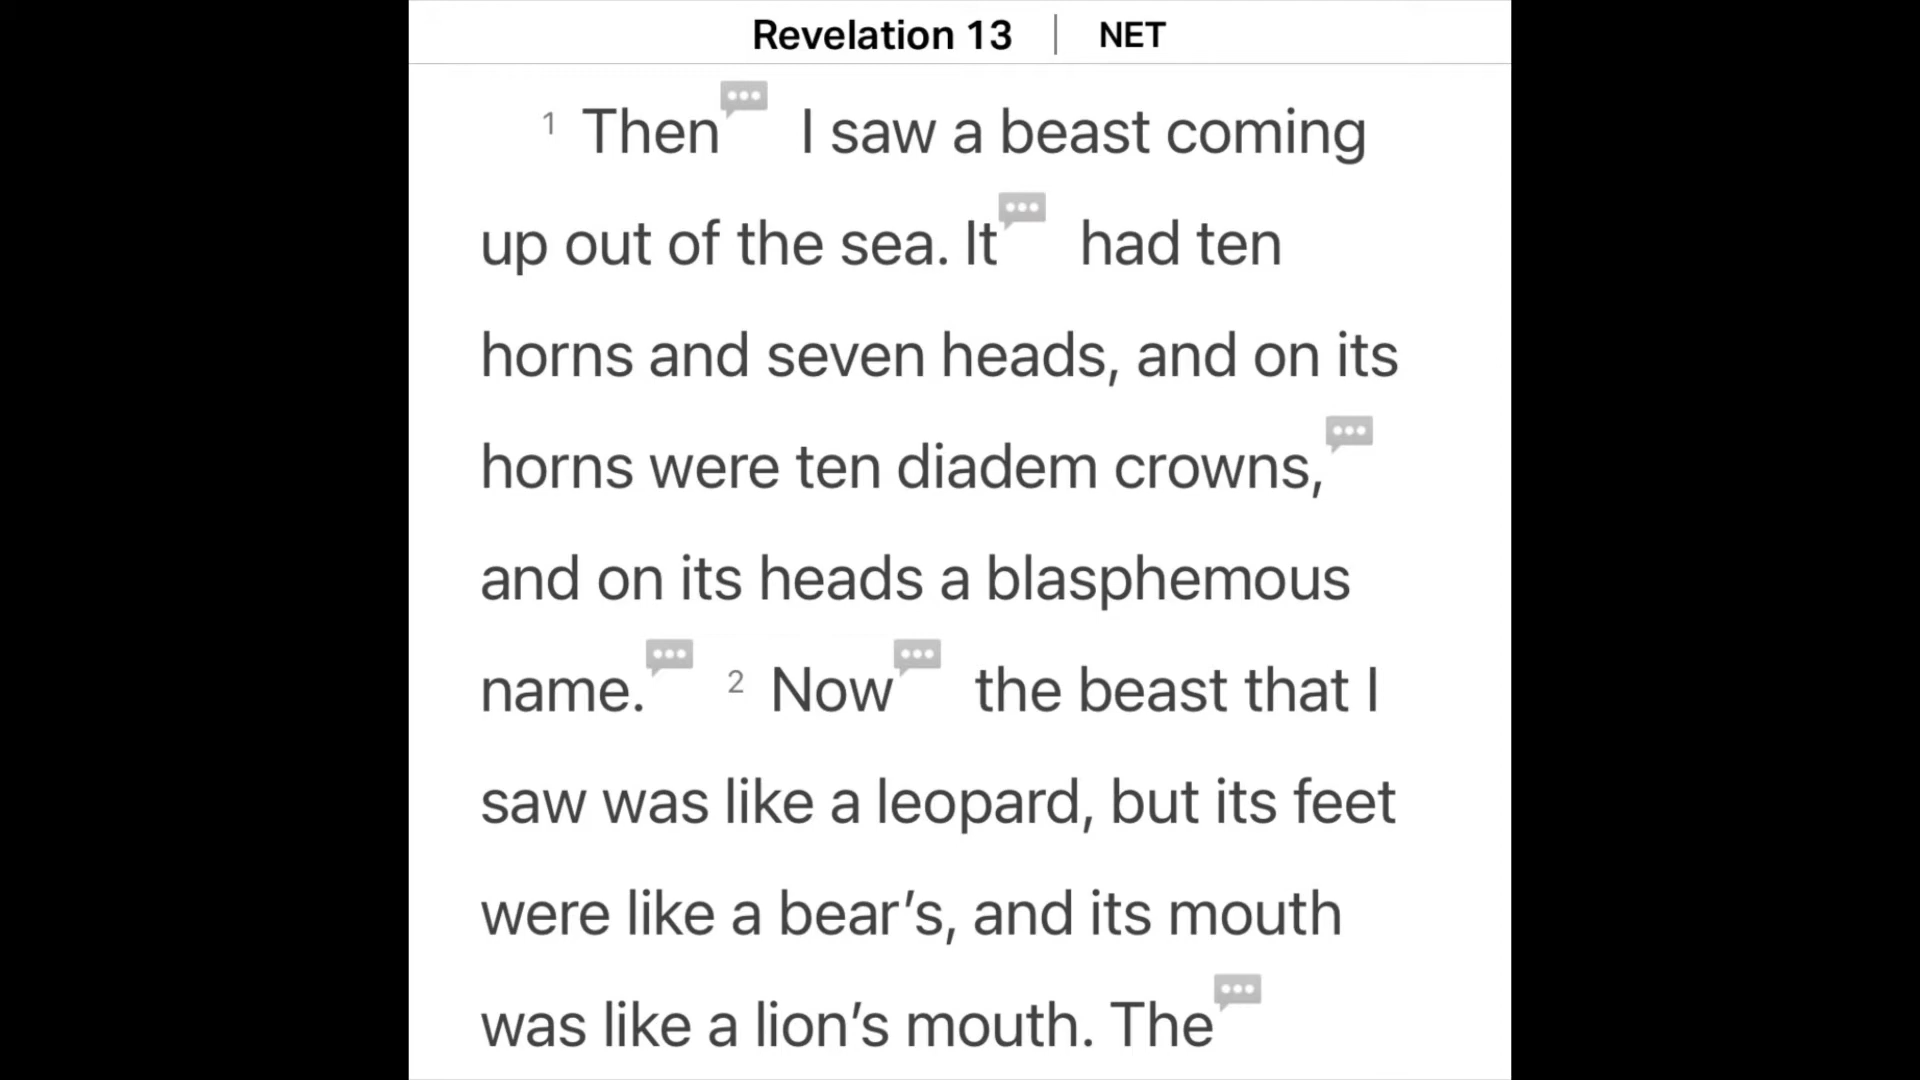 Revelation 13 | NET
1 Then I saw a beast coming
up out of the sea. It had ten
horns and seven heads, and on its
horns were ten diadem crowns,
and on its heads a blasphemous
name. 2 Now the beast that I
saw was like a leopard, but its feet
were like a bear’s, and its mouth
was like a lion’s mouth. The